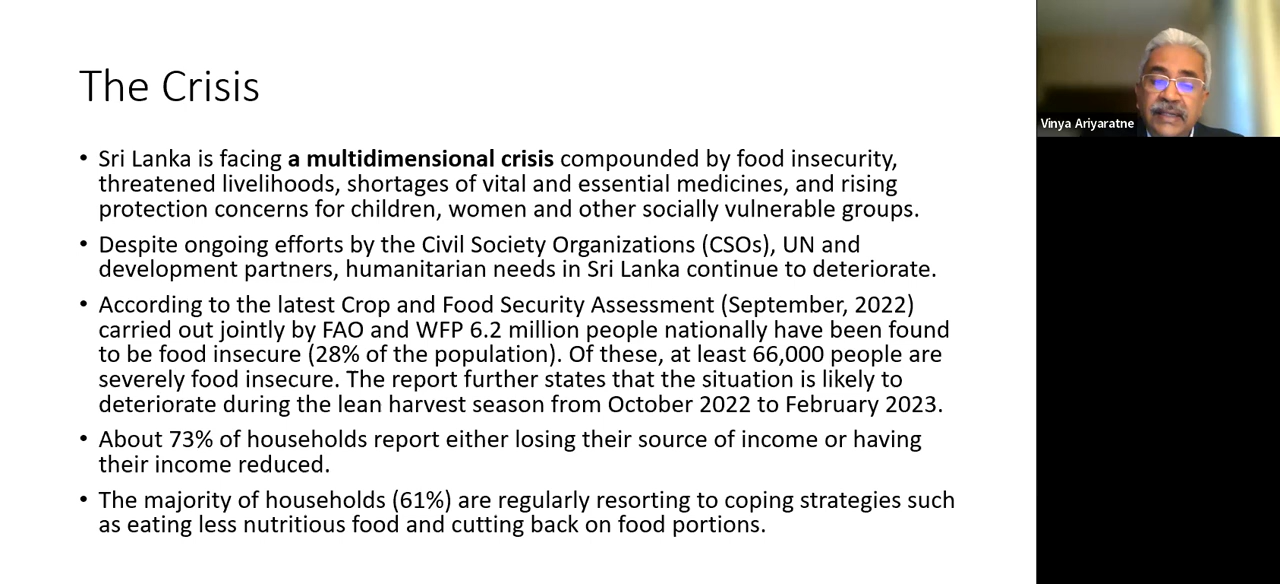 The Crisis
• Sri Lanka is facing a multidimensional crisis compounded by food insecurity,
threatened livelihoods, shortages of vital and essential medicines, and rising
protection concerns for children, women and other socially vulnerable groups.
• Despite ongoing efforts by the Civil Society Organizations (CSOs), UN and
development partners, humanitarian needs in Sri Lanka continue to deteriorate.
• According to the latest Crop and Food Security Assessment (September, 2022)
carried out jointly by FAO and WFP 6.2 million people nationally have been found
to be food insecure (28% of the population). Of these, at least 66,000 people are
severely food insecure. The report further states that the situation is likely to
deteriorate during the lean harvest season from October 2022 to February 2023.
• About 73% of households report either losing their source of income or having
their income reduced.
• The majority of households (61%) are regularly resorting to coping strategies such
as eating less nutritious food and cutting back on food portions.
Vinya Ariyaratne